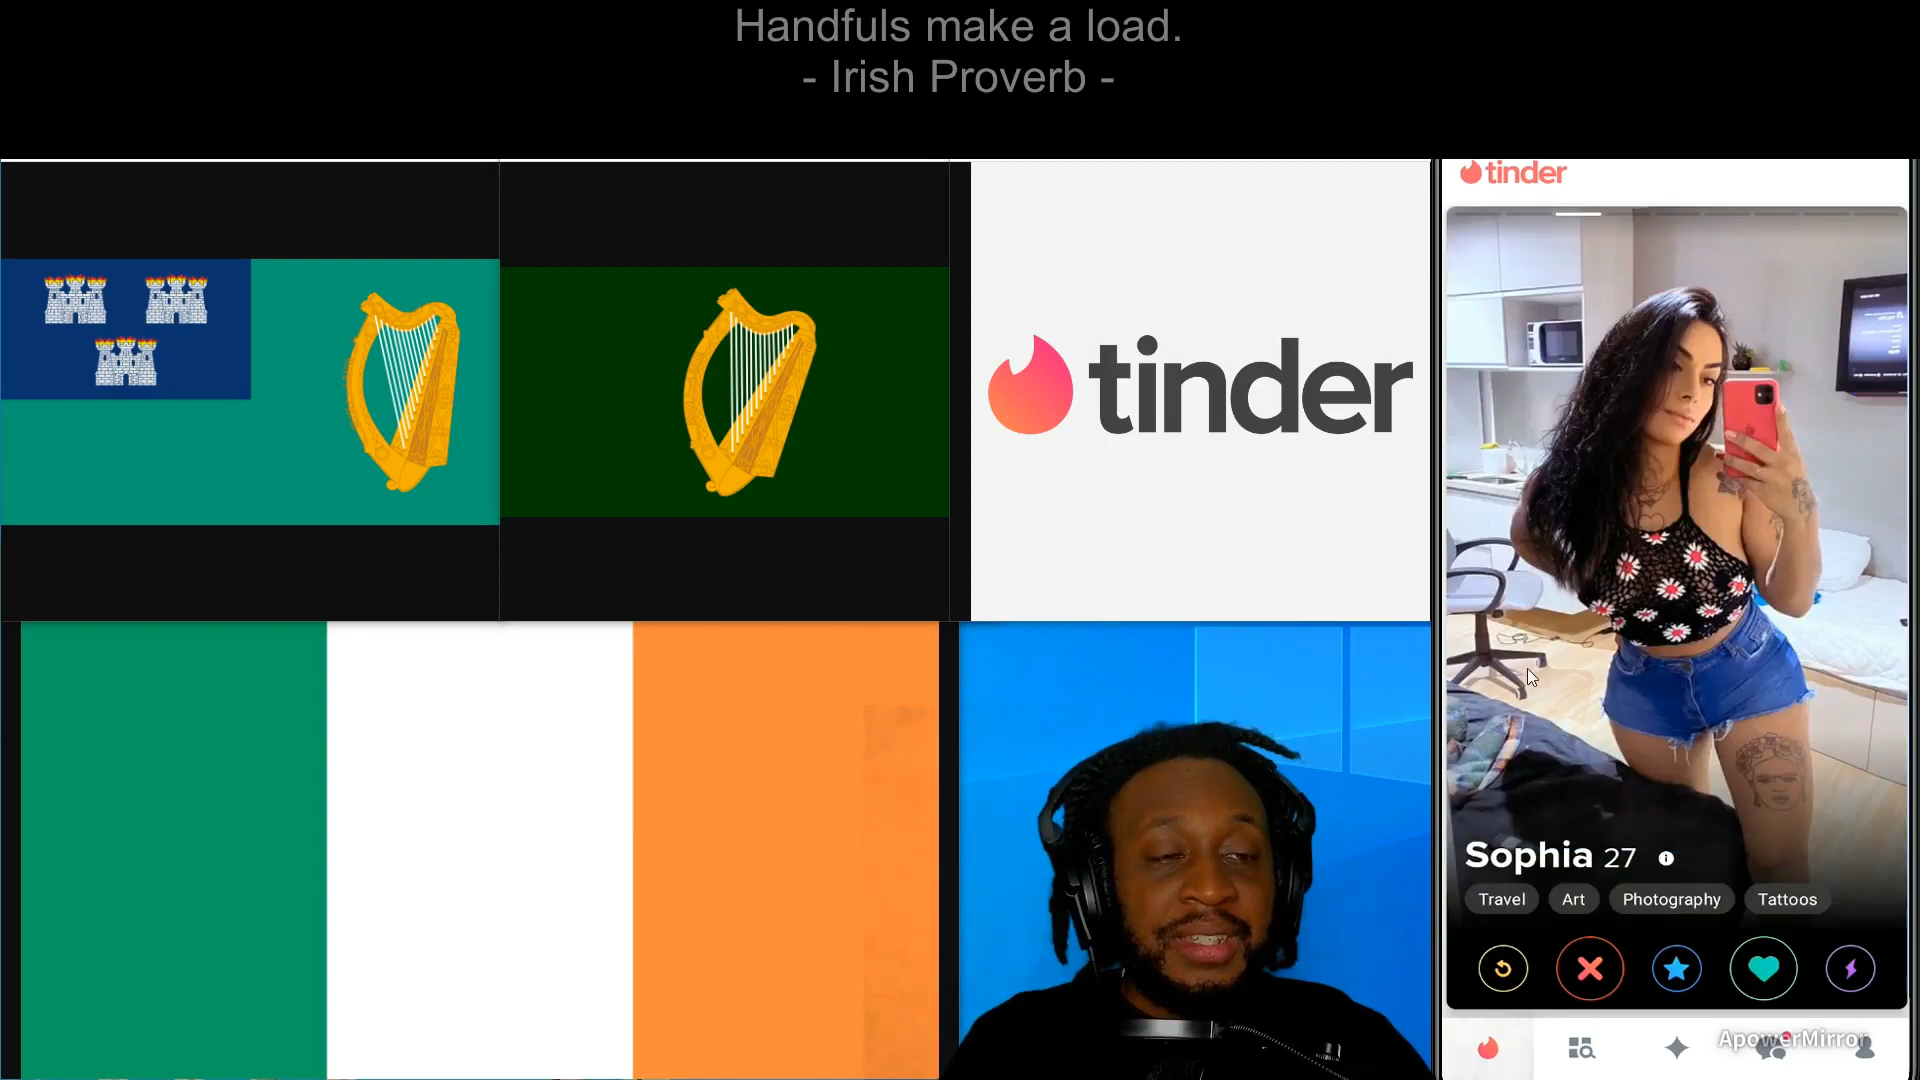 Handfuls make a load.
- Irish Proverb -
tinder
tinder
Sophia 27
Travel Art Photography Tattoos
ApowerMirror